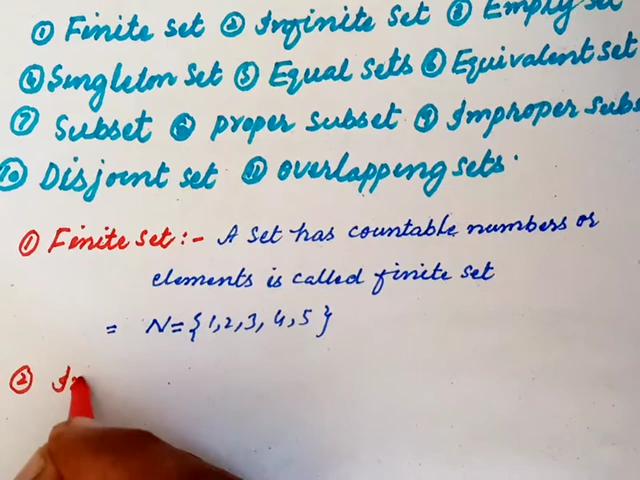 ① Finite set ② Infinite set ③ Empty set
④ Singleton set ⑤ Equal sets ⑥ Equivalent set
⑦ Subset ⑧ proper subset ⑨ Improper subs
⑩ Disjoint set ⑪ overlapping sets.
① Finite set :- A set has countable numbers or
elements is called finite set
= N={1,2,3,4,5}
② In